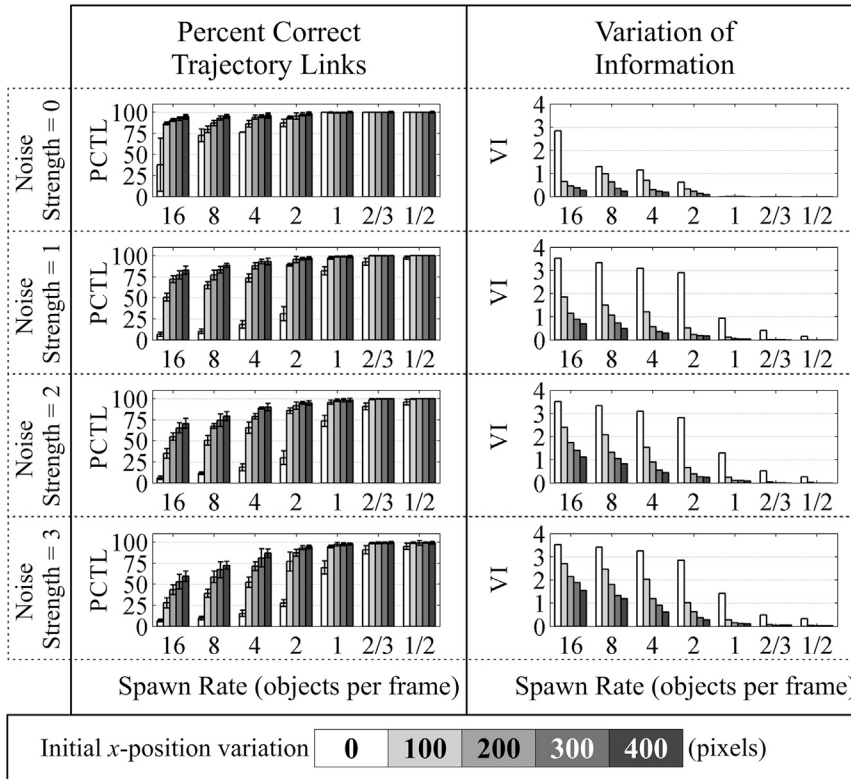 Percent Correct
Trajectory Links
Variation of
Information
Noise
Strength = 0
PCTL
100
75
50
25
0
16 8 4 2 1 2/3 1/2
VI
4
3
2
1
0
16 8 4 2 1 2/3 1/2
Noise
Strength = 1
PCTL
100
75
50
25
0
16 8 4 2 1 2/3 1/2
VI
4
3
2
1
0
16 8 4 2 1 2/3 1/2
Noise
Strength = 2
PCTL
100
75
50
25
0
16 8 4 2 1 2/3 1/2
VI
4
3
2
1
0
16 8 4 2 1 2/3 1/2
Noise
Strength = 3
PCTL
100
75
50
25
0
16 8 4 2 1 2/3 1/2
VI
4
3
2
1
0
16 8 4 2 1 2/3 1/2
Spawn Rate (objects per frame)
Spawn Rate (objects per frame)
Initial x-position variation 0 100 200 300 400 (pixels)